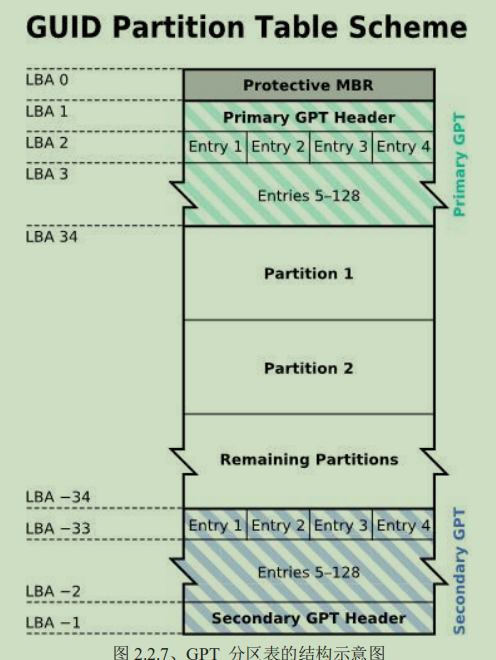 GUID Partition Table Scheme
LBA 0
Protective MBR
LBA 1
Primary GPT Header
LBA 2
Entry 1 Entry 2 Entry 3 Entry 4
LBA 3
Entries 5–128
Primary GPT
LBA 34
Partition 1
Partition 2
Remaining Partitions
LBA −34
LBA −33
Entry 1 Entry 2 Entry 3 Entry 4
Entries 5–128
Secondary GPT
LBA −2
Secondary GPT Header
LBA −1
图 2.2.7、GPT 分区表的结构示意图